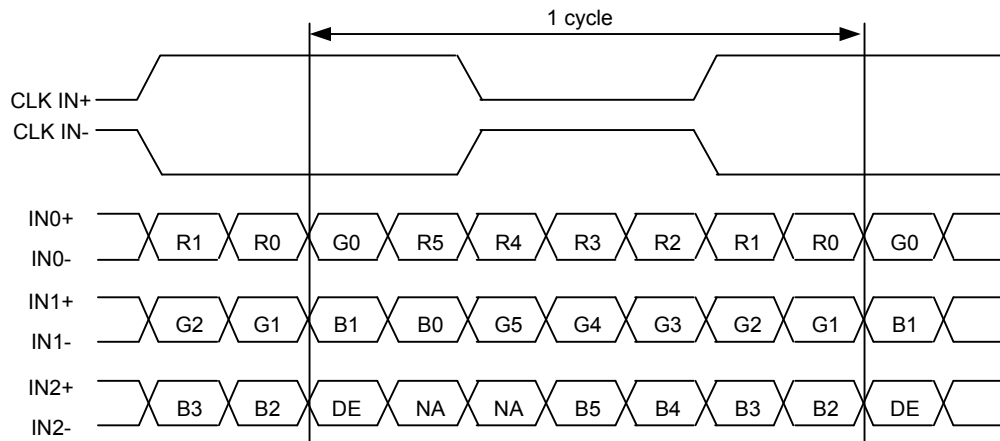 1 cycle
CLK IN+
CLK IN-
IN0+
R1 R0 G0 R5 R4 R3 R2 R1 R0 G0
IN0-
IN1+
G2 G1 B1 B0 G5 G4 G3 G2 G1 B1
IN1-
IN2+
B3 B2 DE NA NA B5 B4 B3 B2 DE
IN2-